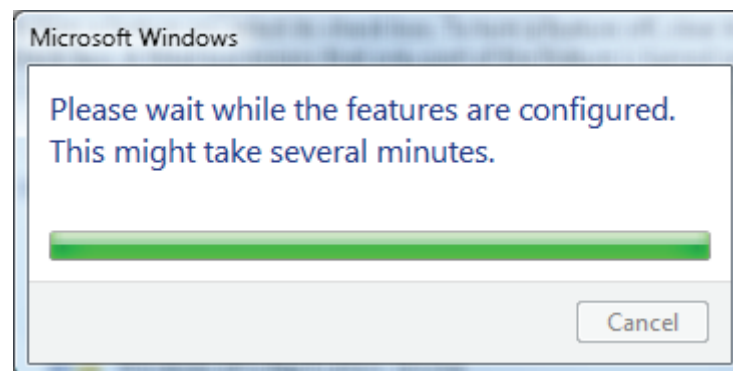 Microsoft Windows
Please wait while the features are configured.
This might take several minutes.
Cancel